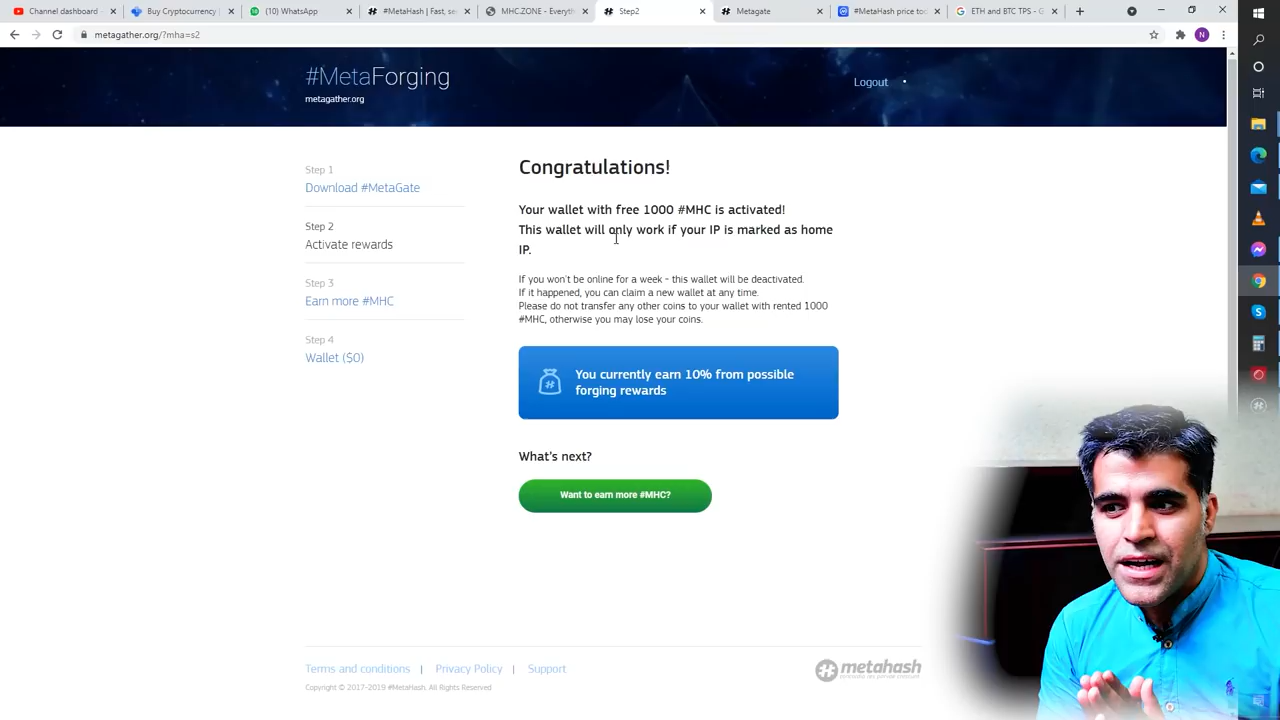 Channel dashboard -
Buy Cryptocurrency
WhatsApp
#MetaHash | Fast, se
MHC.ZONE - Everyth
Step2
Metagate
#MetaHash price to
ETH and BTC TPS - G
metagather.org/?mha=s2
N
#MetaForging
metagather.org
Logout
Step 1
Download #MetaGate
Step 2
Activate rewards
Step 3
Earn more #MHC
Step 4
Wallet ($0)
Congratulations!
Your wallet with free 1000 #MHC is activated!
This wallet will only work if your IP is marked as home
IP.
If you won't be online for a week - this wallet will be deactivated.
If it happened, you can claim a new wallet at any time.
Please do not transfer any other coins to your wallet with rented 1000
#MHC, otherwise you may lose your coins.
You currently earn 10% from possible
forging rewards
What's next?
Want to earn more #MHC?
Terms and conditions | Privacy Policy | Support
Copyright © 2017-2019 #MetaHash, All Rights Reserved
metahash